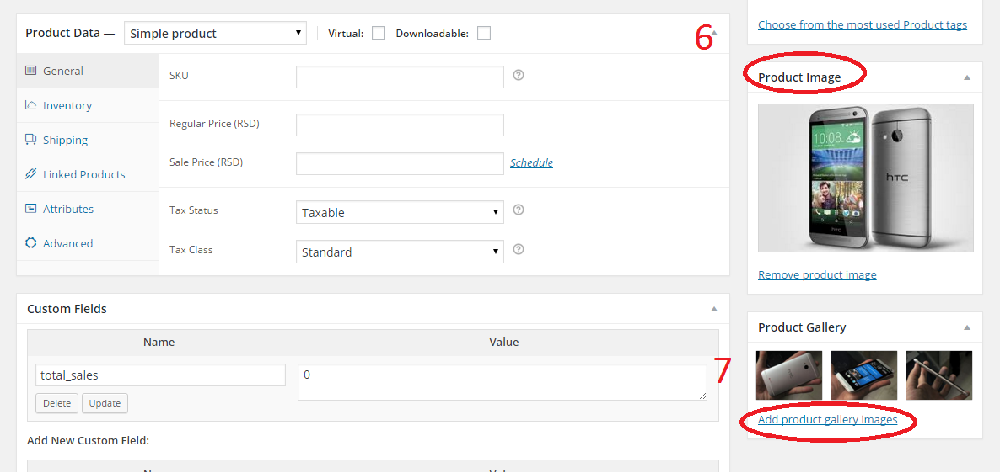 Product Data — Simple product Virtual: Downloadable: 6
General
Inventory
Shipping
Linked Products
Attributes
Advanced
SKU
Regular Price (RSD)
Sale Price (RSD) Schedule
Tax Status Taxable
Tax Class Standard
Custom Fields
Name Value
total_sales 0 7
Delete Update
Add New Custom Field:
Choose from the most used Product tags
Product Image
10:08
hTC
hTC
Remove product image
Product Gallery
Add product gallery images